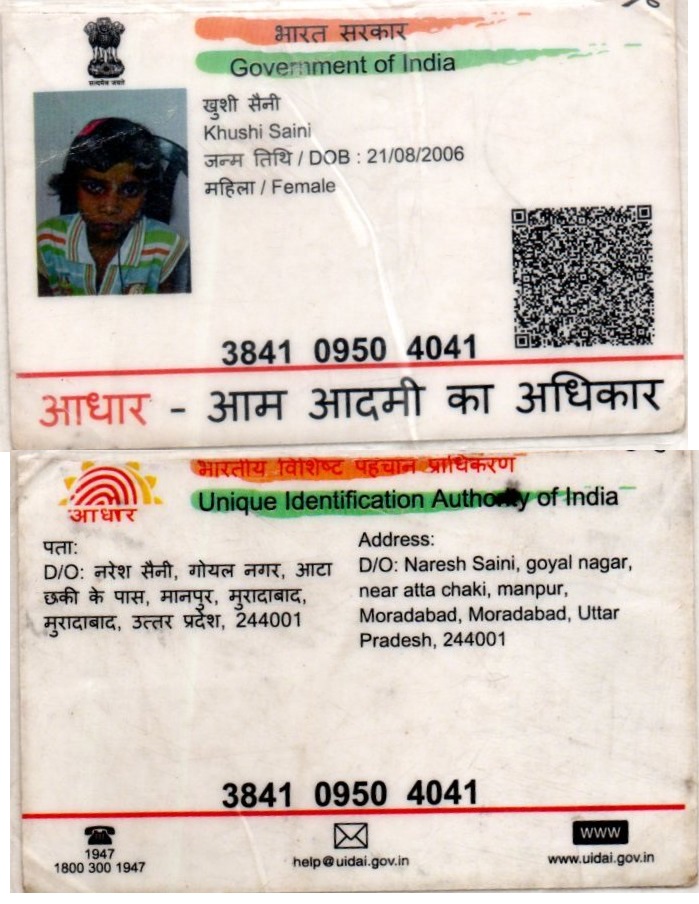 भारत सरकार
Government of India
सत्यमेव जयते
खुशी सैनी
Khushi Saini
जन्म तिथि / DOB : 21/08/2006
महिला / Female
3841 0950 4041
आधार - आम आदमी का अधिकार
भारतीय विशिष्ट पहचान प्राधिकरण
Unique Identification Authority of India
आधार
पता:
D/O: नरेश सैनी, गोयल नगर, आटा
छकी के पास, मानपुर, मुरादाबाद,
मुरादाबाद, उत्तर प्रदेश, 244001
Address:
D/O: Naresh Saini, goyal nagar,
near atta chaki, manpur,
Moradabad, Moradabad, Uttar
Pradesh, 244001
3841 0950 4041
1947
1800 300 1947
help@uidai.gov.in
www
www.uidai.gov.in